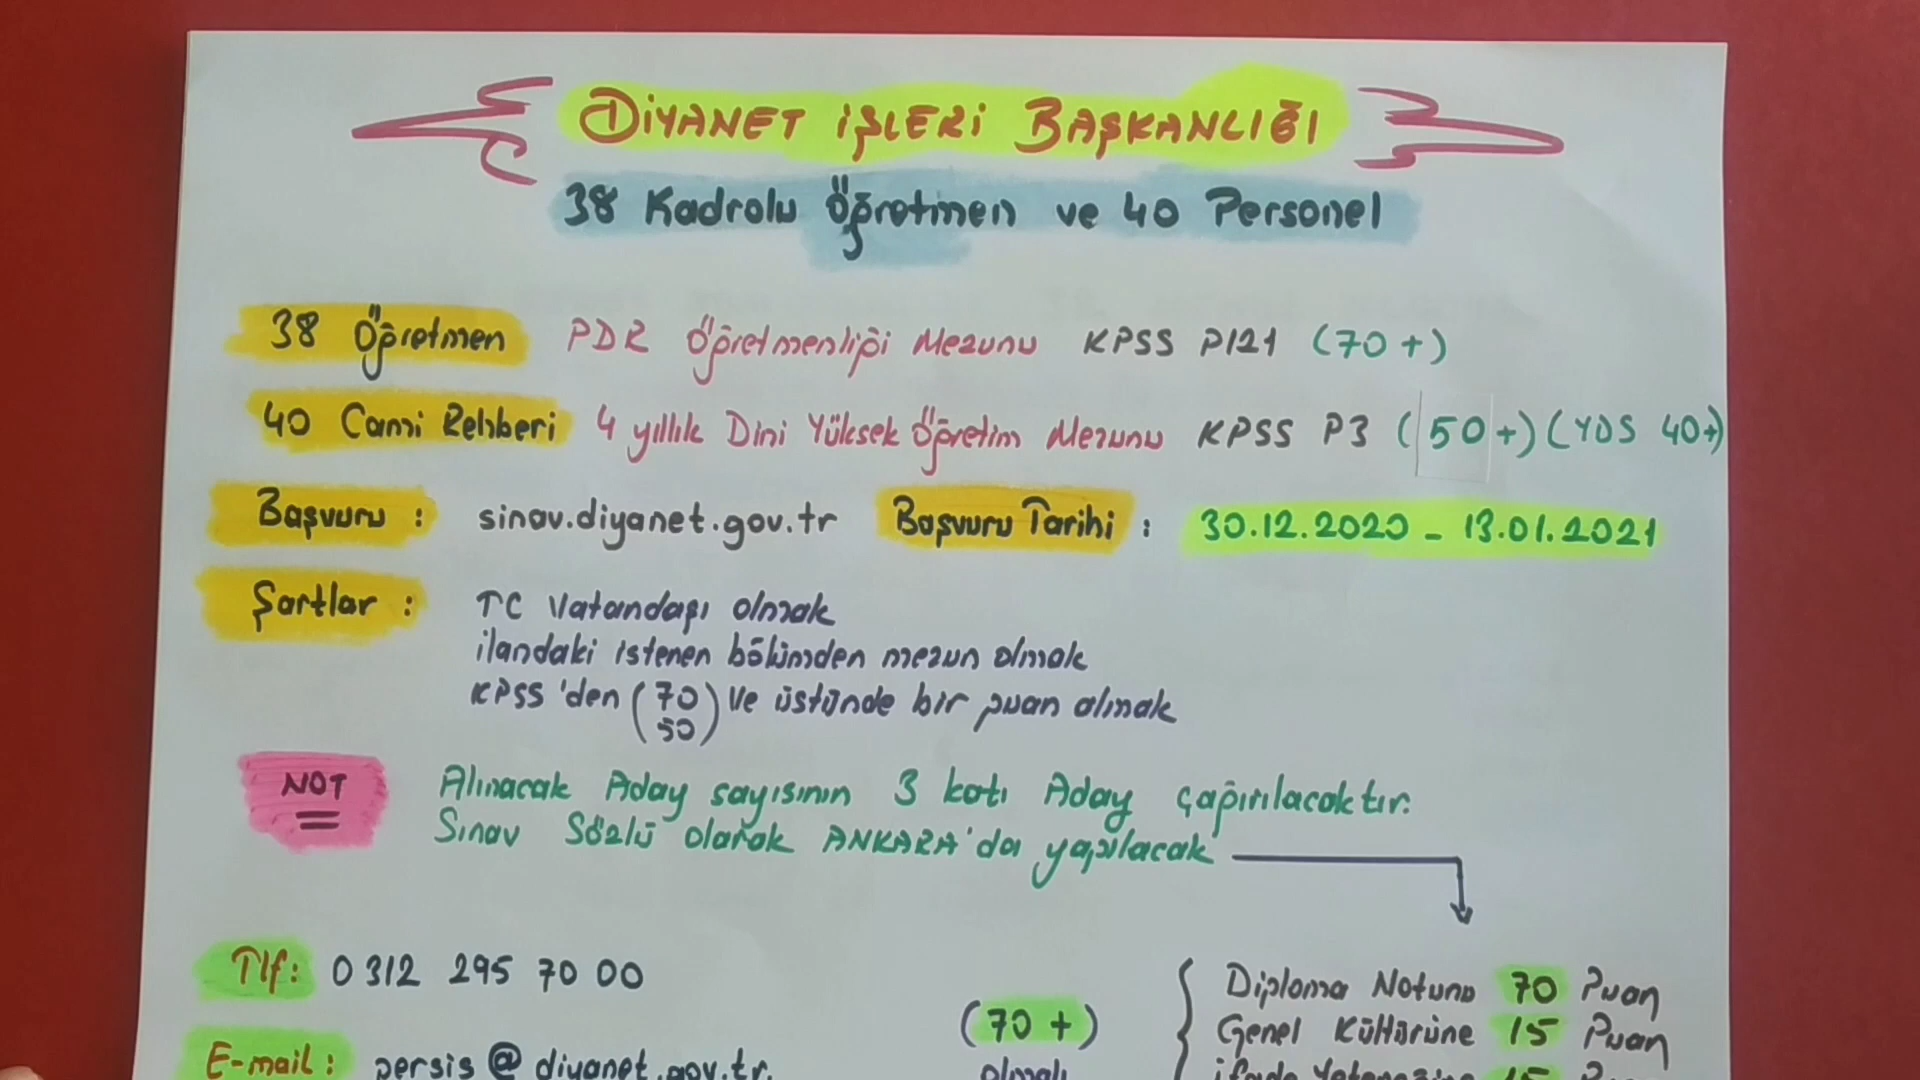 DİYANET İŞLERİ BAŞKANLIĞI
38 Kadrolu Öğretmen ve 40 Personel
38 Öğretmen PDR Öğretmenliği Mezunu KPSS P121 (70+)
40 Cami Rehberi 4 yıllık Dini Yüksek Öğretim Mezunu KPSS P3 (50+) (YDS 40+)
Başvuru : sinav.diyanet.gov.tr Başvuru Tarihi : 30.12.2020 - 13.01.2021
Şartlar : TC Vatandaşı olmak
ilandaki istenen bölümden mezun olmak
KPSS'den (70 50) ve üstünde bir puan almak
NOT Alınacak Aday sayısının 3 katı Aday çağırılacaktır.
Sınav Sözlü olarak ANKARA'da yapılacak
Tlf: 0 312 295 70 00
E-mail : persis@diyanet.gov.tr.
(70 +)
olmalı
Diploma Notuna 70 Puan
Genel Kültürüne 15 Puan
ifade Yeteneğine 15 Puan